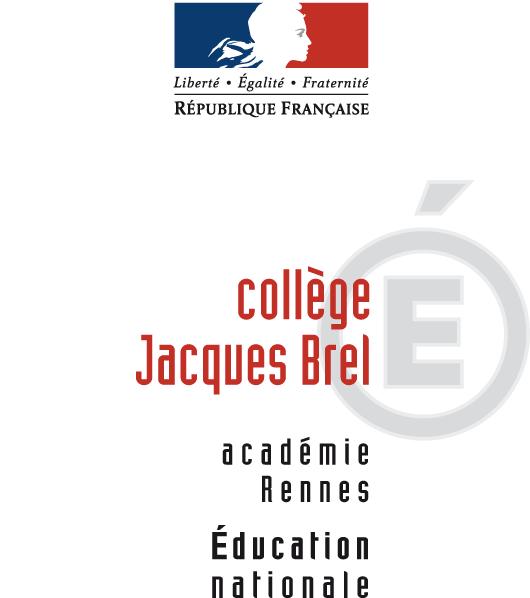 Liberté • Égalité • Fraternité
RÉPUBLIQUE FRANÇAISE
É
collège
Jacques Brel
académie
Rennes
Éducation
nationale